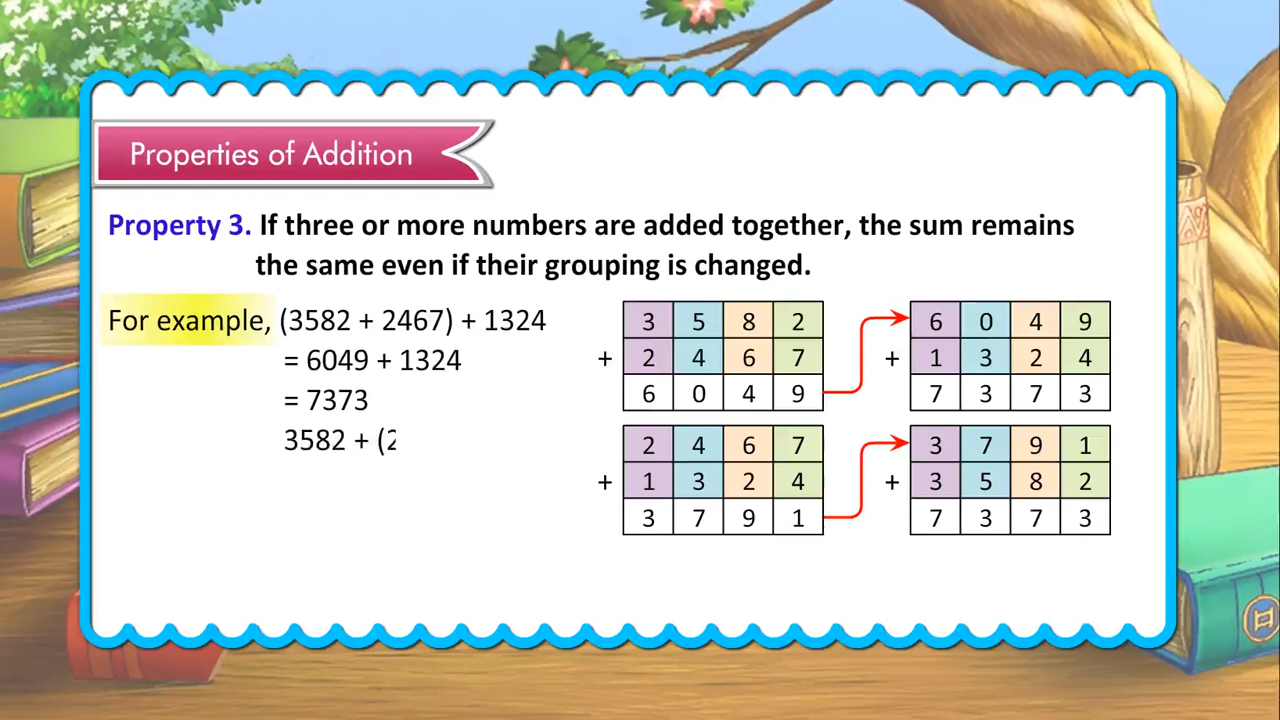 Properties of Addition
Property 3. If three or more numbers are added together, the sum remains
the same even if their grouping is changed.
For example, (3582 + 2467) + 1324
= 6049 + 1324
= 7373
3582 + (2
3 5 8 2
+ 2 4 6 7
6 0 4 9
6 0 4 9
+ 1 3 2 4
7 3 7 3
2 4 6 7
+ 1 3 2 4
3 7 9 1
3 7 9 1
+ 3 5 8 2
7 3 7 3